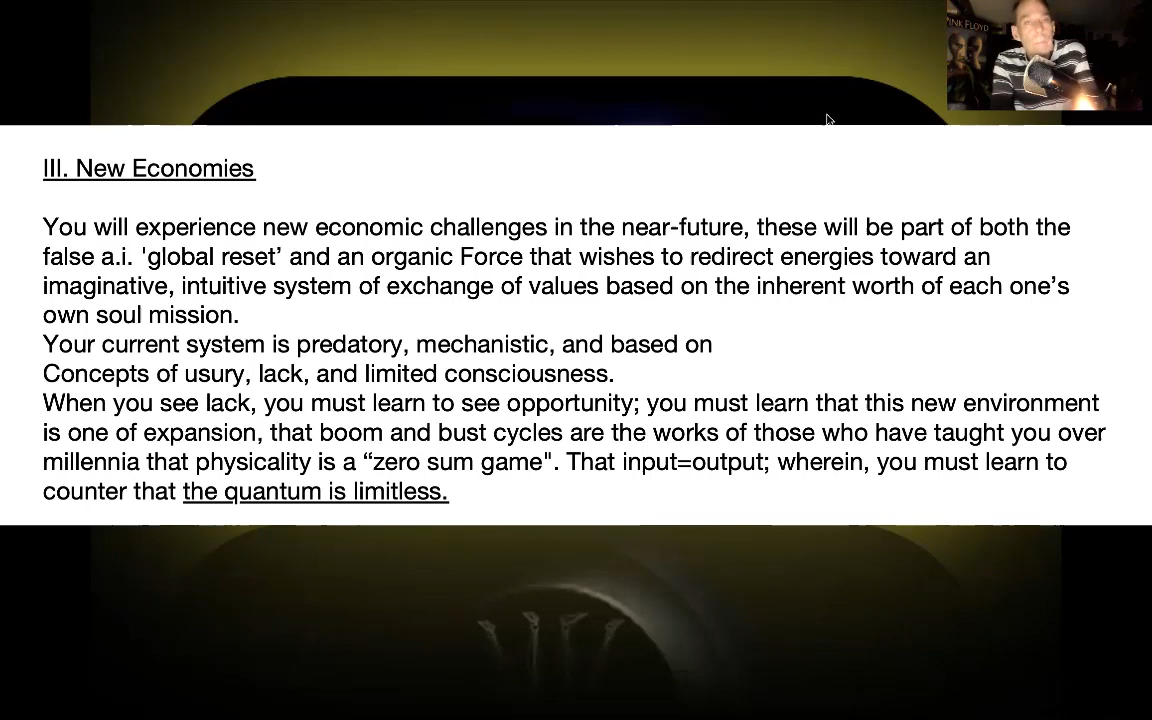 PINK FLOYD
III. New Economies
You will experience new economic challenges in the near-future, these will be part of both the
false a.i. 'global reset’ and an organic Force that wishes to redirect energies toward an
imaginative, intuitive system of exchange of values based on the inherent worth of each one’s
own soul mission.
Your current system is predatory, mechanistic, and based on
Concepts of usury, lack, and limited consciousness.
When you see lack, you must learn to see opportunity; you must learn that this new environment
is one of expansion, that boom and bust cycles are the works of those who have taught you over
millennia that physicality is a “zero sum game". That input=output; wherein, you must learn to
counter that the quantum is limitless.